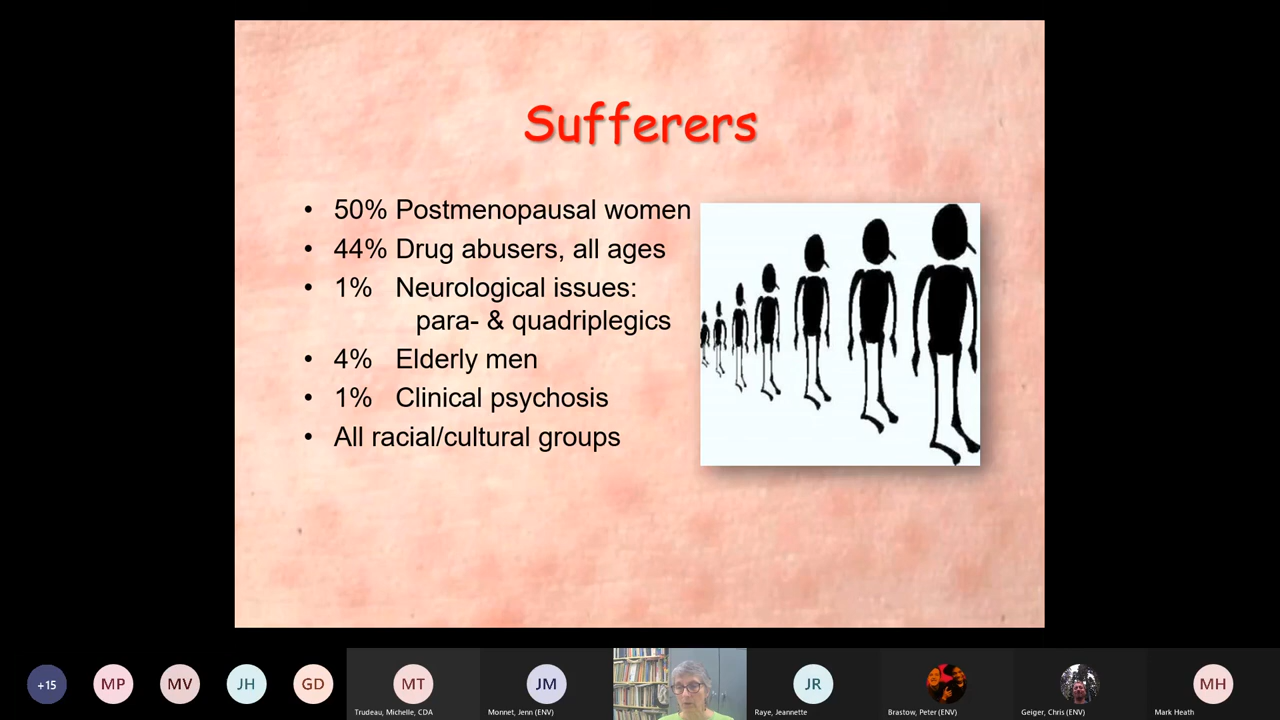 Sufferers
• 50% Postmenopausal women
• 44% Drug abusers, all ages
• 1% Neurological issues:
para- & quadriplegics
• 4% Elderly men
• 1% Clinical psychosis
• All racial/cultural groups
+15 MP MV JH GD MT JM JR MH
Trudeau, Michelle, CDA Monnet, Jenn (ENV) Raye, Jeannette Brastow, Peter (ENV) Geiger, Chris (ENV) Mark Heath